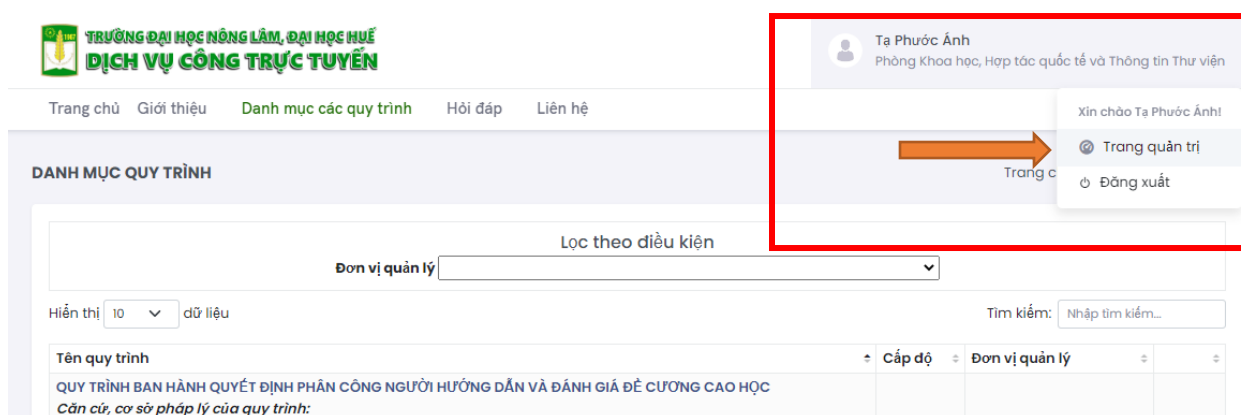 TRƯỜNG ĐẠI HỌC NÔNG LÂM, ĐẠI HỌC HUẾ
DỊCH VỤ CÔNG TRỰC TUYẾN
Tạ Phước Ánh
Phòng Khoa học, Hợp tác quốc tế và Thông tin Thư viện
Trang chủ Giới thiệu Danh mục các quy trình Hỏi đáp Liên hệ
Xin chào Tạ Phước Ánh!
Trang quản trị
Đăng xuất
DANH MỤC QUY TRÌNH
Trang c
Lọc theo điều kiện
Đơn vị quản lý
Hiển thị 10 dữ liệu
Tìm kiếm: Nhập tìm kiếm...
Tên quy trình Cấp độ Đơn vị quản lý
QUY TRÌNH BAN HÀNH QUYẾT ĐỊNH PHÂN CÔNG NGƯỜI HƯỚNG DẪN VÀ ĐÁNH GIÁ ĐỀ CƯƠNG CAO HỌC
Căn cứ, cơ sở pháp lý của quy trình: